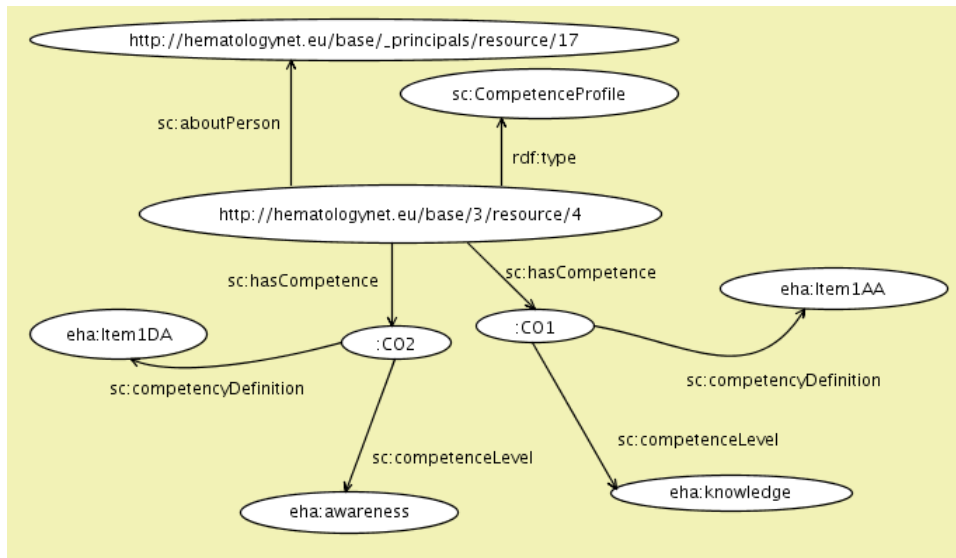 http://hematologynet.eu/base/_principals/resource/17
sc:CompetenceProfile
sc:aboutPerson
rdf:type
http://hematologynet.eu/base/3/resource/4
sc:hasCompetence
sc:hasCompetence
eha:Item1AA
eha:Item1DA
:CO2
:CO1
sc:competencyDefinition
sc:competencyDefinition
sc:competenceLevel
sc:competenceLevel
eha:awareness
eha:knowledge